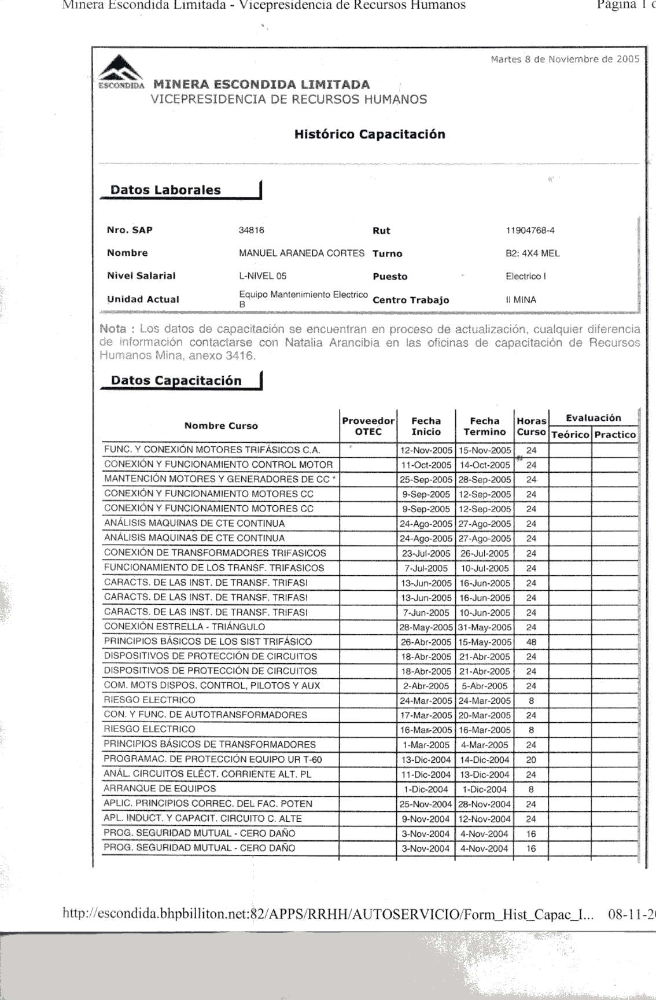 Minera Escondida Limitada - Vicepresidencia de Recursos Humanos Página 1
Martes 8 de Noviembre de 2005
ESCONDIDA
MINERA ESCONDIDA LIMITADA
VICEPRESIDENCIA DE RECURSOS HUMANOS
Histórico Capacitación
Datos Laborales
Nro. SAP 34816 Rut 11904768-4
Nombre MANUEL ARANEDA CORTES Turno B2: 4X4 MEL
Nivel Salarial L-NIVEL 05 Puesto Electrico I
Unidad Actual Equipo Mantenimiento Electrico B Centro Trabajo II MINA
Nota : Los datos de capacitación se encuentran en proceso de actualización, cualquier diferencia
de información contactarse con Natalia Arancibia en las oficinas de capacitación de Recursos
Humanos Mina, anexo 3416.
Datos Capacitación
Nombre Curso Proveedor OTEC Fecha Inicio Fecha Termino Horas Curso Evaluación Teórico Practico
FUNC. Y CONEXIÓN MOTORES TRIFÁSICOS C.A. 12-Nov-2005 15-Nov-2005 24
CONEXIÓN Y FUNCIONAMIENTO CONTROL MOTOR 11-Oct-2005 14-Oct-2005 24
MANTENCIÓN MOTORES Y GENERADORES DE CC * 25-Sep-2005 28-Sep-2005 24
CONEXIÓN Y FUNCIONAMIENTO MOTORES CC 9-Sep-2005 12-Sep-2005 24
CONEXIÓN Y FUNCIONAMIENTO MOTORES CC 9-Sep-2005 12-Sep-2005 24
ANÁLISIS MAQUINAS DE CTE CONTINUA 24-Ago-2005 27-Ago-2005 24
ANÁLISIS MAQUINAS DE CTE CONTINUA 24-Ago-2005 27-Ago-2005 24
CONEXIÓN DE TRANSFORMADORES TRIFASICOS 23-Jul-2005 26-Jul-2005 24
FUNCIONAMIENTO DE LOS TRANSF. TRIFASICOS 7-Jul-2005 10-Jul-2005 24
CARACTS. DE LAS INST. DE TRANSF. TRIFASI 13-Jun-2005 16-Jun-2005 24
CARACTS. DE LAS INST. DE TRANSF. TRIFASI 13-Jun-2005 16-Jun-2005 24
CARACTS. DE LAS INST. DE TRANSF. TRIFASI 7-Jun-2005 10-Jun-2005 24
CONEXIÓN ESTRELLA - TRIÁNGULO 28-May-2005 31-May-2005 24
PRINCIPIOS BÁSICOS DE LOS SIST TRIFÁSICO 26-Abr-2005 15-May-2005 48
DISPOSITIVOS DE PROTECCIÓN DE CIRCUITOS 18-Abr-2005 21-Abr-2005 24
DISPOSITIVOS DE PROTECCIÓN DE CIRCUITOS 18-Abr-2005 21-Abr-2005 24
COM. MOTS DISPOS. CONTROL, PILOTOS Y AUX 2-Abr-2005 5-Abr-2005 24
RIESGO ELECTRICO 24-Mar-2005 24-Mar-2005 8
CON. Y FUNC. DE AUTOTRANSFORMADORES 17-Mar-2005 20-Mar-2005 24
RIESGO ELECTRICO 16-Mar-2005 16-Mar-2005 8
PRINCIPIOS BÁSICOS DE TRANSFORMADORES 1-Mar-2005 4-Mar-2005 24
PROGRAMAC. DE PROTECCIÓN EQUIPO UR T-60 13-Dic-2004 14-Dic-2004 20
ANÁL. CIRCUITOS ELÉCT. CORRIENTE ALT. PL 11-Dic-2004 13-Dic-2004 24
ARRANQUE DE EQUIPOS 1-Dic-2004 1-Dic-2004 8
APLIC. PRINCIPIOS CORREC. DEL FAC. POTEN 25-Nov-2004 28-Nov-2004 24
APL. INDUCT. Y CAPACIT. CIRCUITO C. ALTE 9-Nov-2004 12-Nov-2004 24
PROG. SEGURIDAD MUTUAL - CERO DAÑO 3-Nov-2004 4-Nov-2004 16
PROG. SEGURIDAD MUTUAL - CERO DAÑO 3-Nov-2004 4-Nov-2004 16
http://escondida.bhpbilliton.net:82/APPS/RRHH/AUTOSERVICIO/Form_Hist_Capac_I... 08-11-2